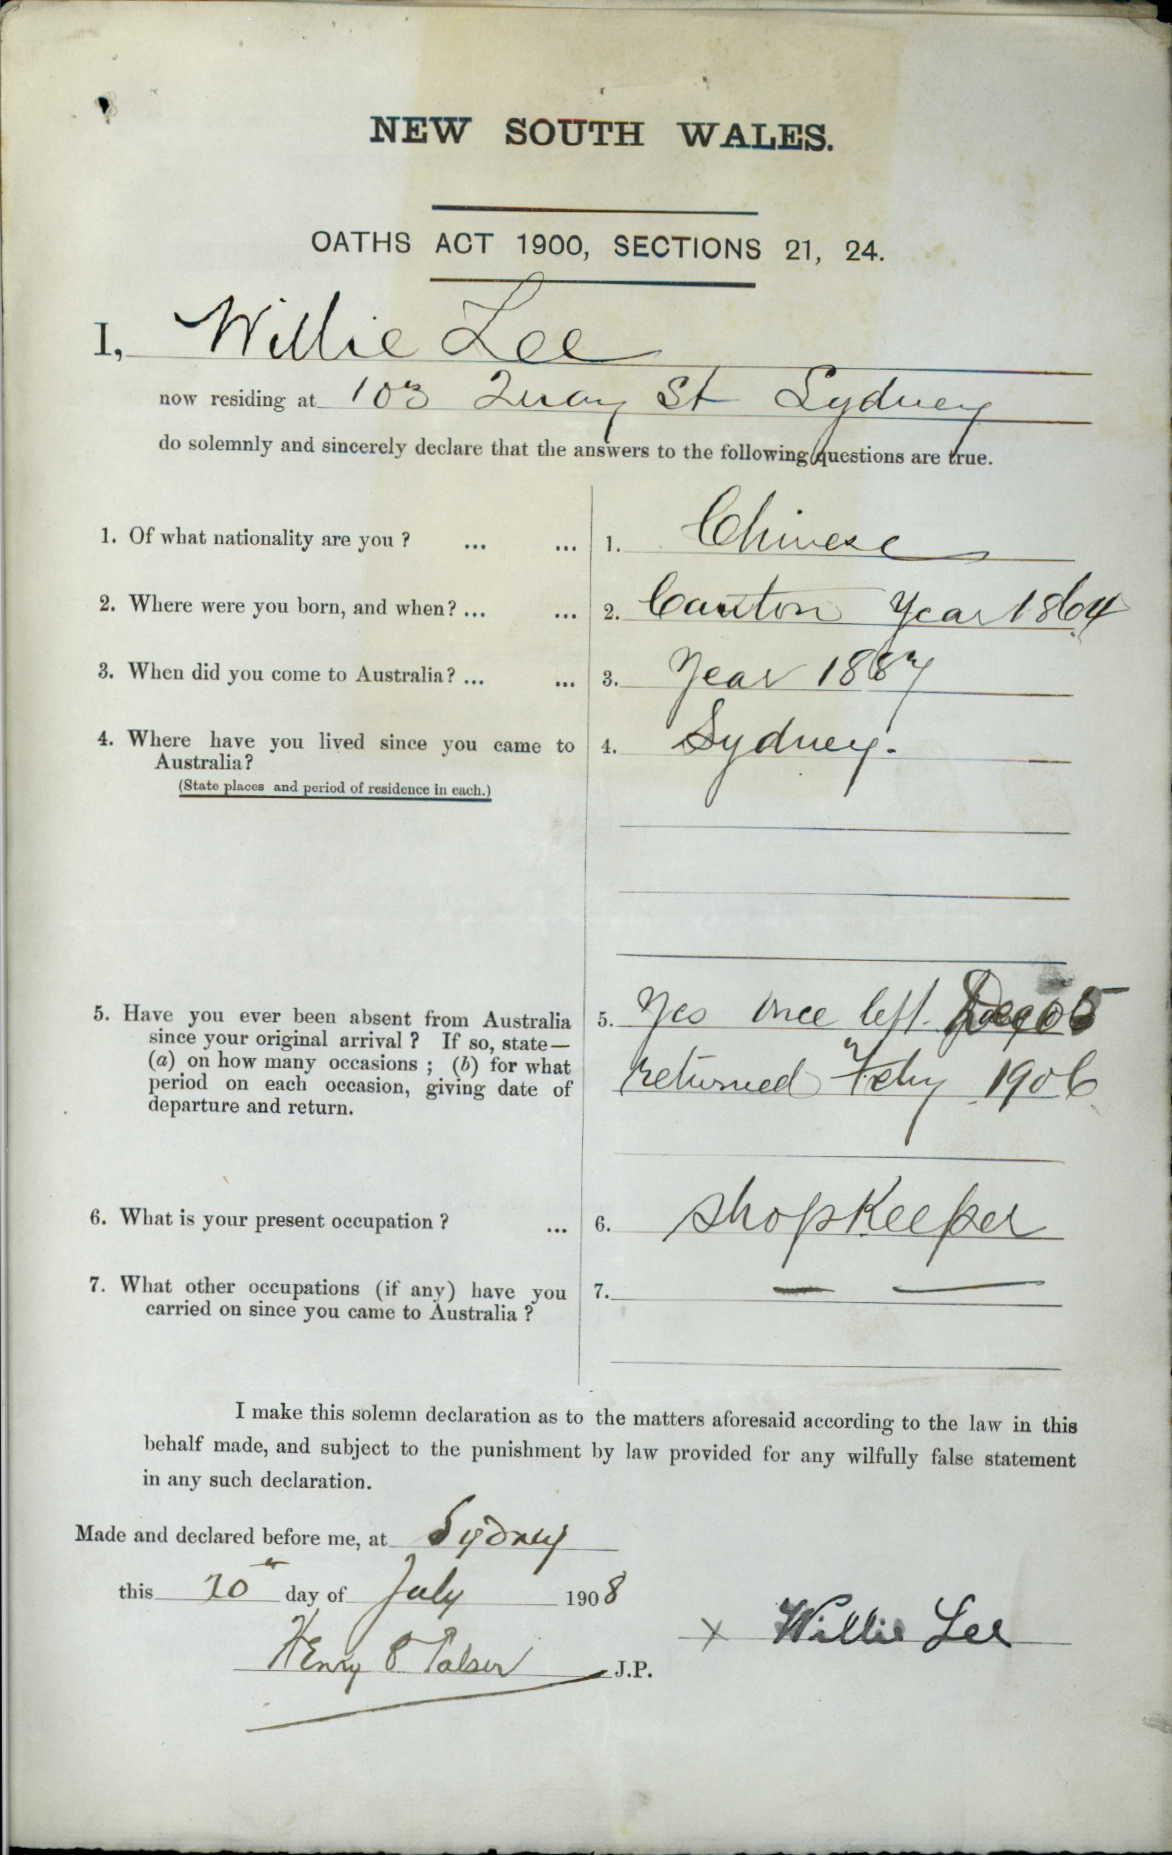 NEW SOUTH WALES.
OATHS ACT 1900, SECTIONS 21, 24.
I, Willie Lee
now residing at 103 Quay St Sydney
do solemnly and sincerely declare that the answers to the following questions are true.
1. Of what nationality are you ? ... ... 1. Chinese
2. Where were you born, and when? ... ... 2. Canton Year 1864
3. When did you come to Australia? ... ... 3. Year 1887
4. Where have you lived since you came to 4. Sydney.
Australia?
(State places and period of residence in each.)
5. Have you ever been absent from Australia 5. Yes once left
since your original arrival ? If so, state—
(a) on how many occasions ; (b) for what returned Feby 1906
period on each occasion, giving date of
departure and return.
6. What is your present occupation ? ... 6. ShopKeeper
7. What other occupations (if any) have you 7. — —
carried on since you came to Australia ?
I make this solemn declaration as to the matters aforesaid according to the law in this
behalf made, and subject to the punishment by law provided for any wilfully false statement
in any such declaration.
Made and declared before me, at Sydney
this day of July 1908
x Willie Lee
Henry J.P.